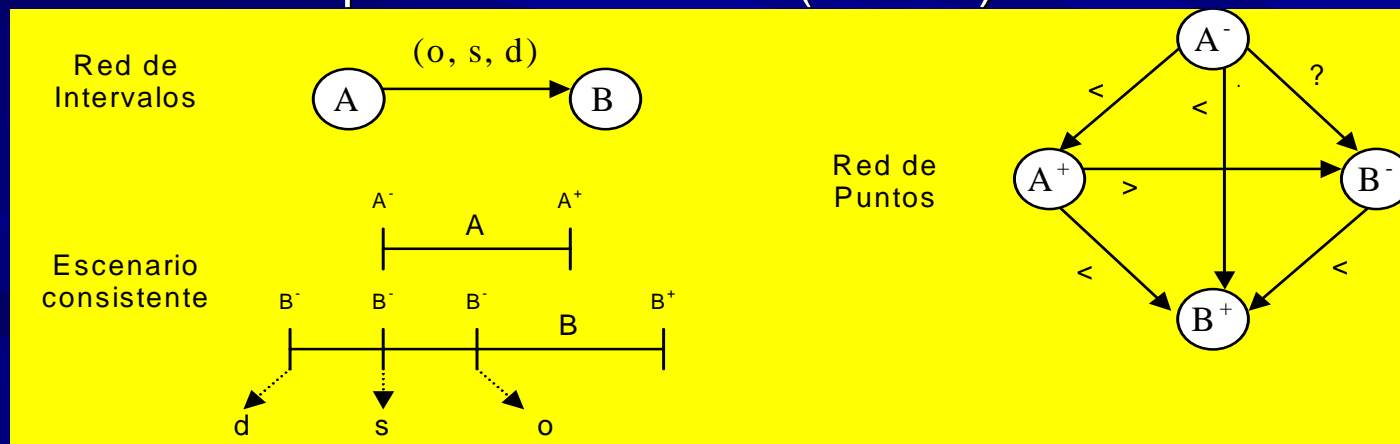 Red de
Intervalos
(o, s, d)
A
B
Escenario
consistente
A-
A+
A
B-
B-
B-
B+
B
d
s
o
Red de
Puntos
A-
<
<
?
A+
>
B-
<
<
B+